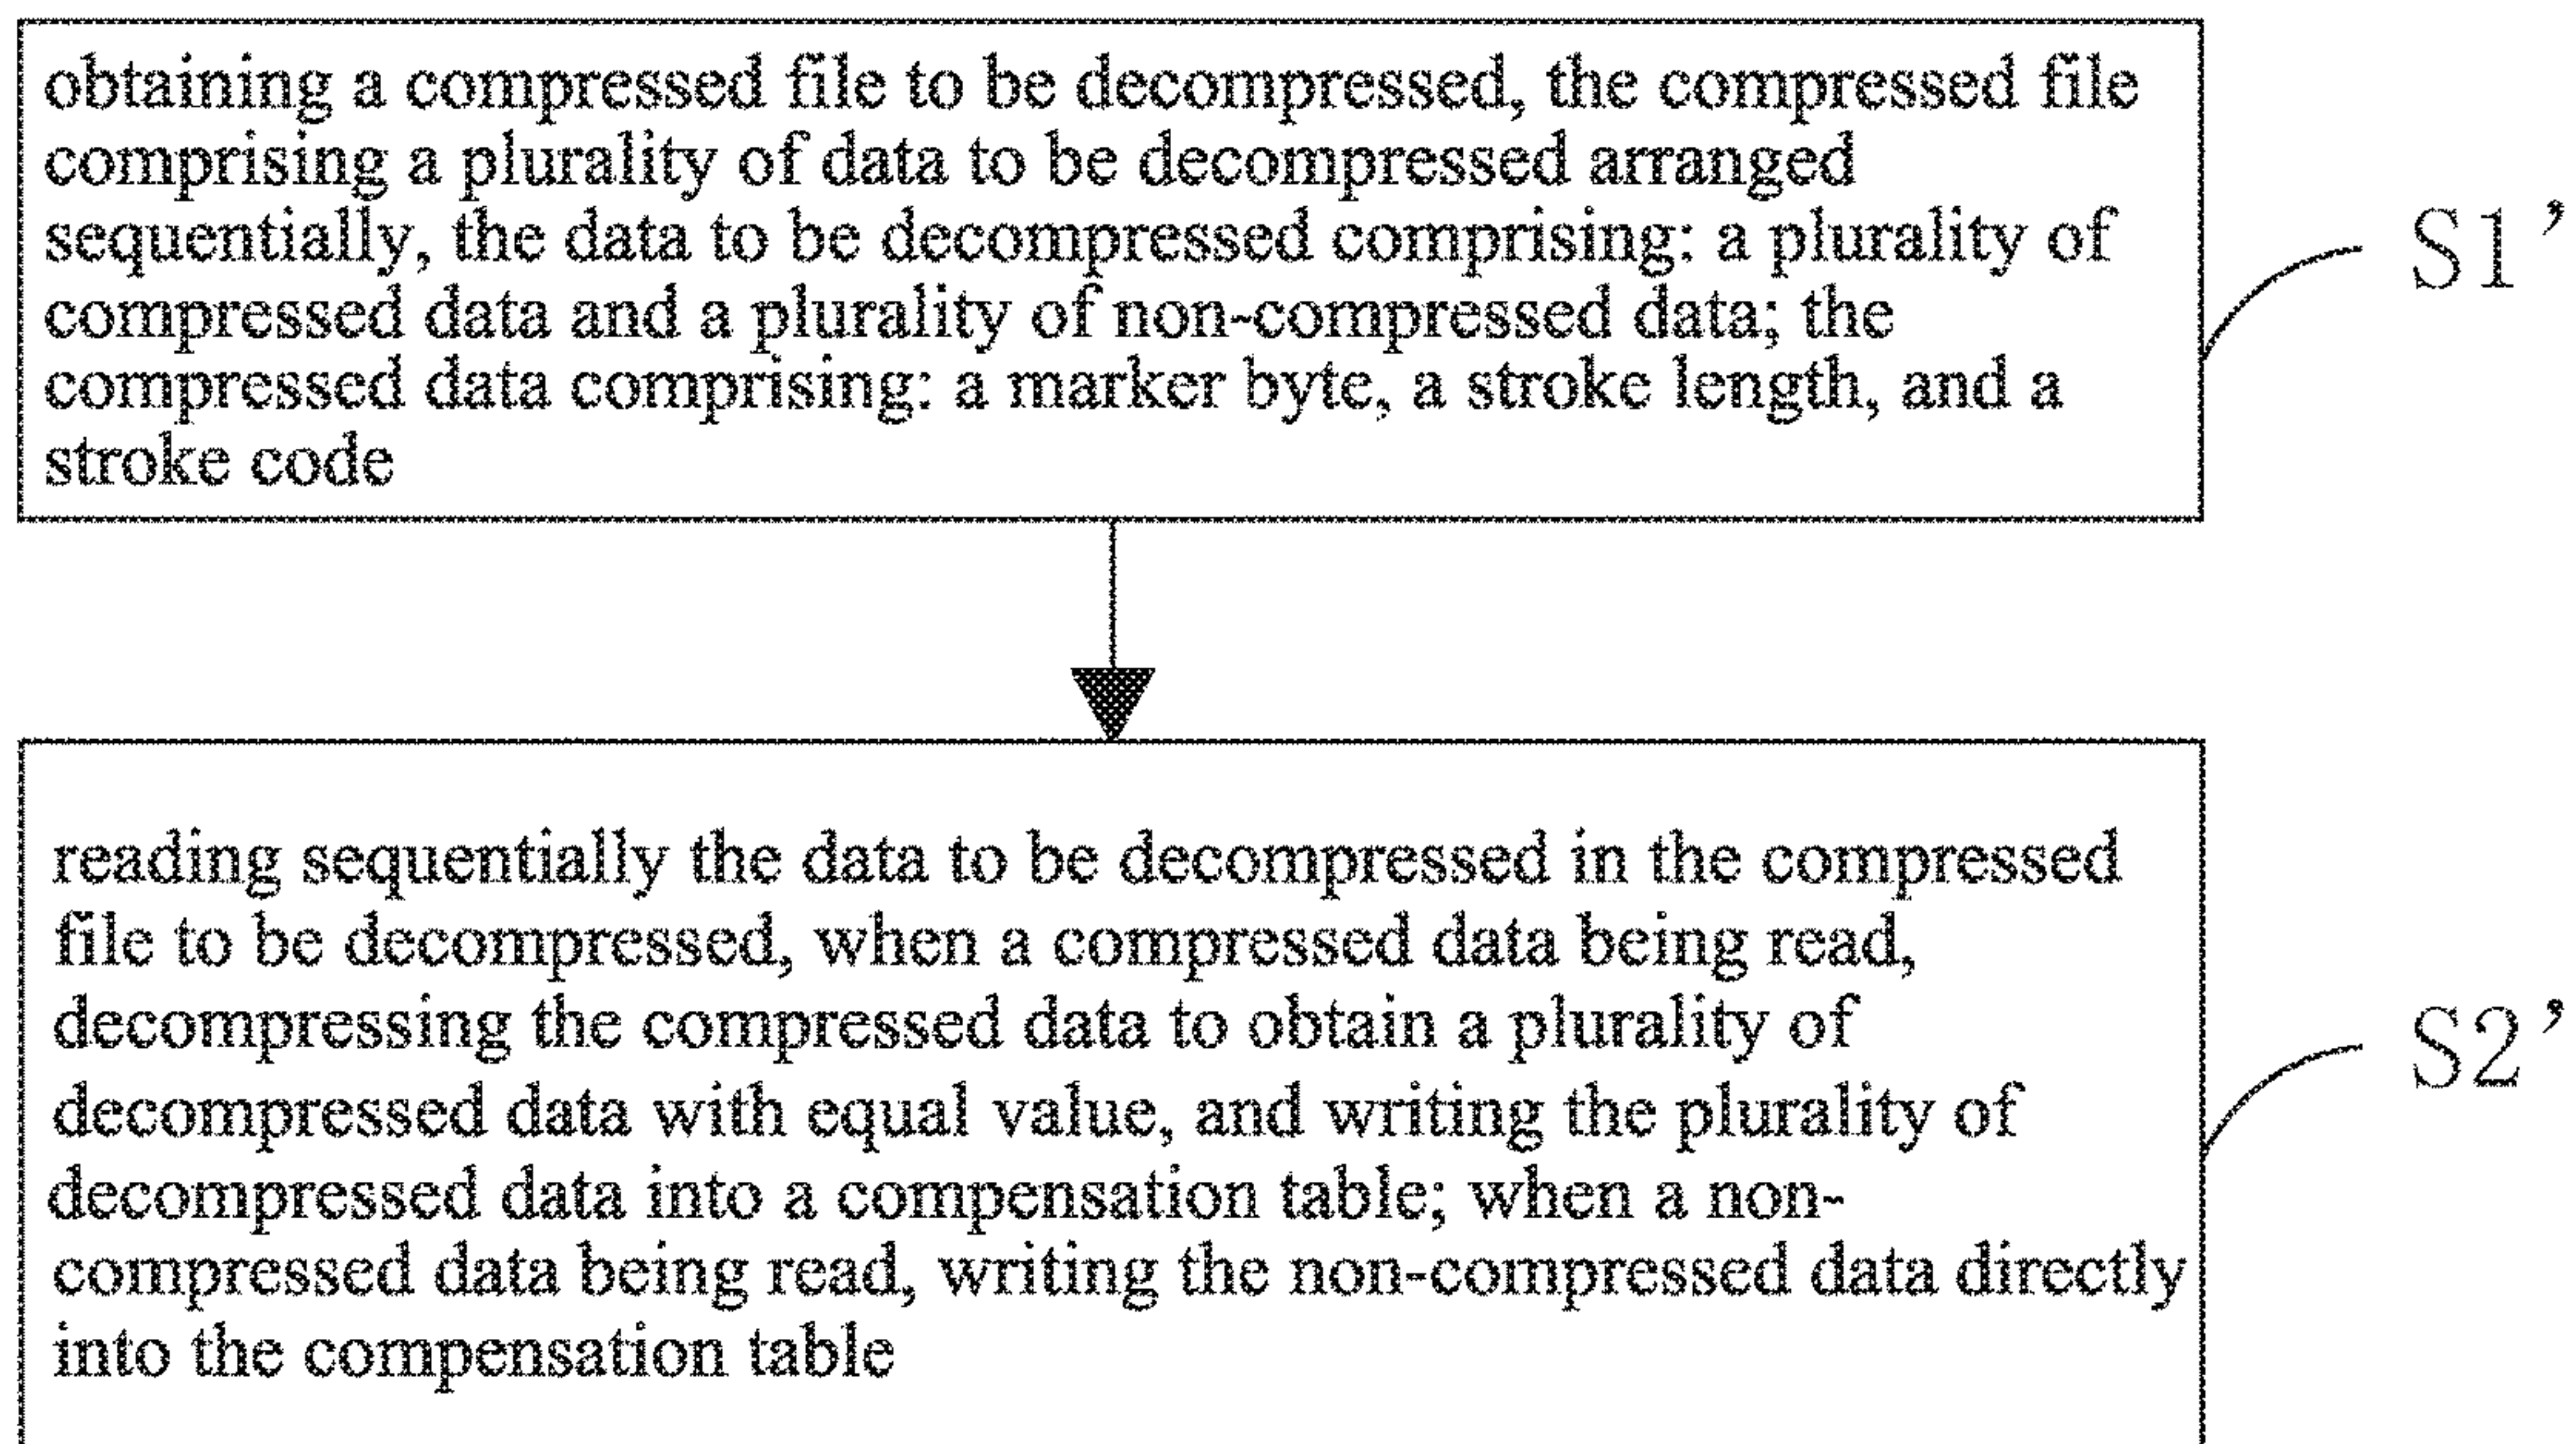 obtaining a compressed file to be decompressed, the compressed file
comprising a plurality of data to be decompressed arranged
sequentially, the data to be decompressed comprising: a plurality of
compressed data and a plurality of non-compressed data; the
compressed data comprising: a marker byte, a stroke length, and a
stroke code
S1’
reading sequentially the data to be decompressed in the compressed
file to be decompressed, when a compressed data being read,
decompressing the compressed data to obtain a plurality of
decompressed data with equal value, and writing the plurality of
decompressed data into a compensation table; when a non-
compressed data being read, writing the non-compressed data directly
into the compensation table
S2’